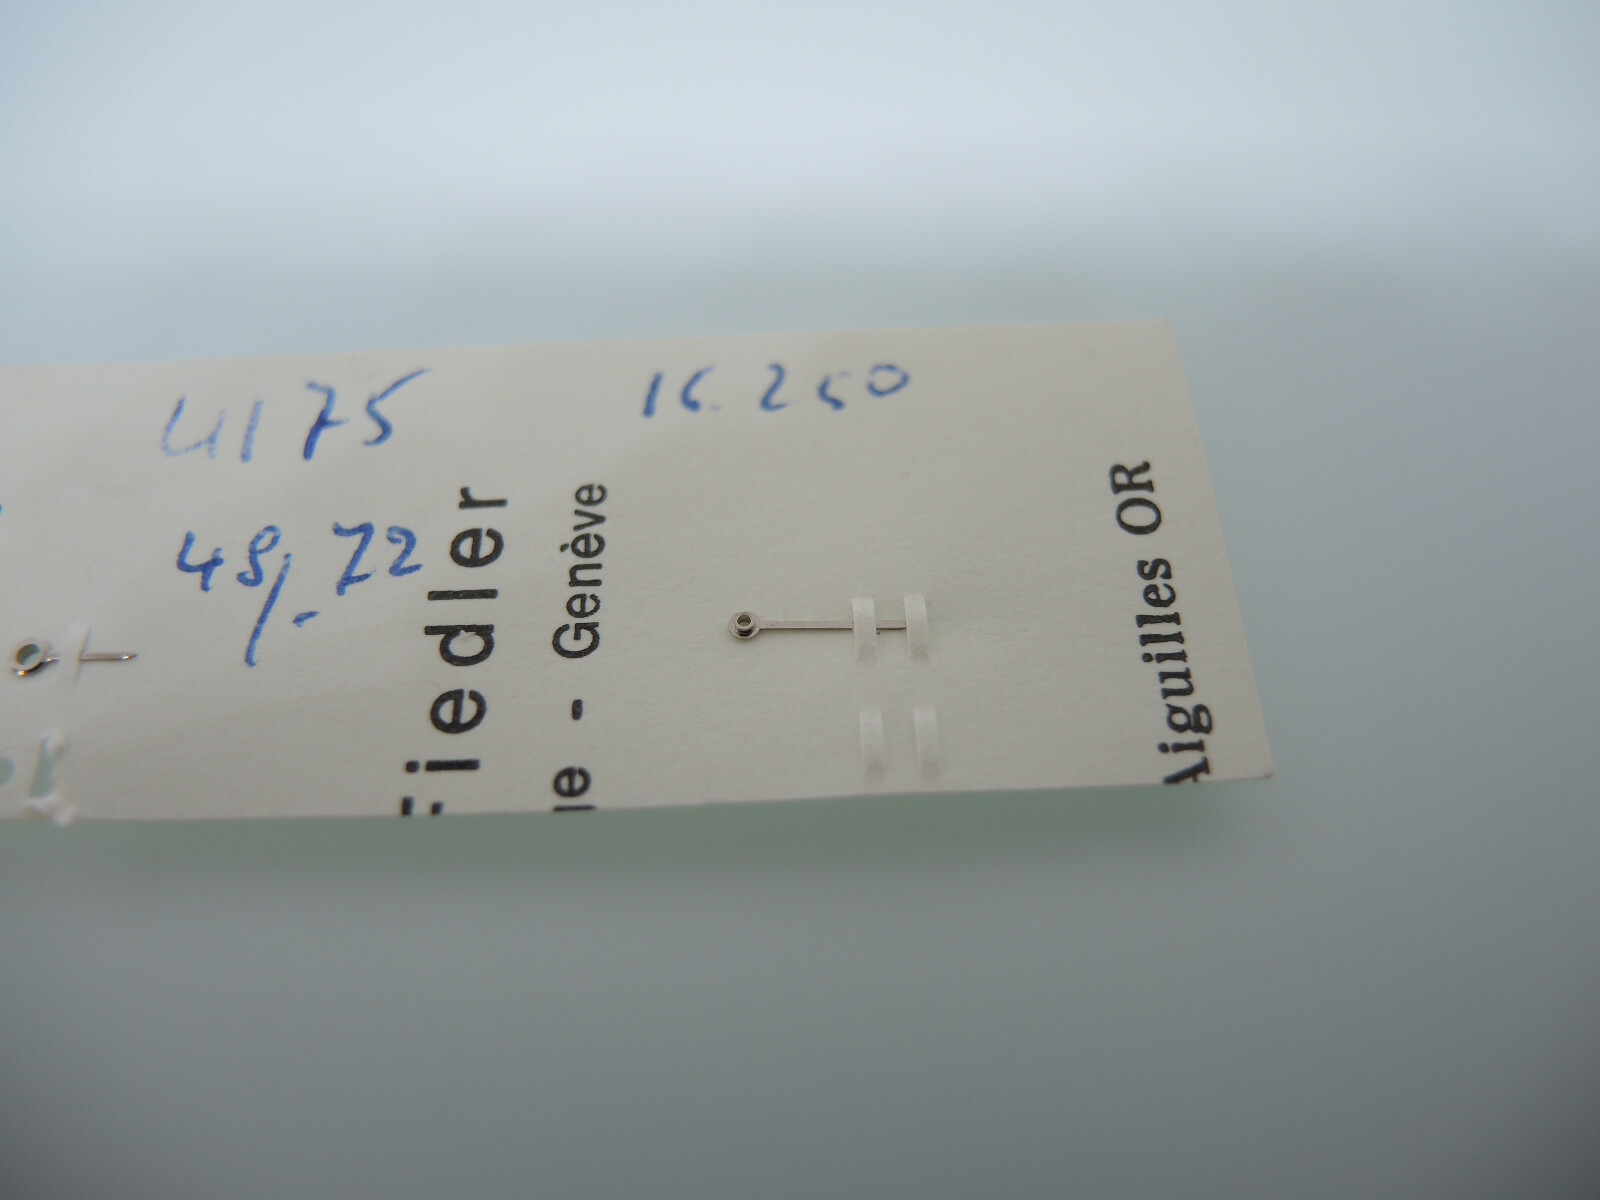 4175
16.250
48/.72
Fiedler
Genève
Aiguilles OR